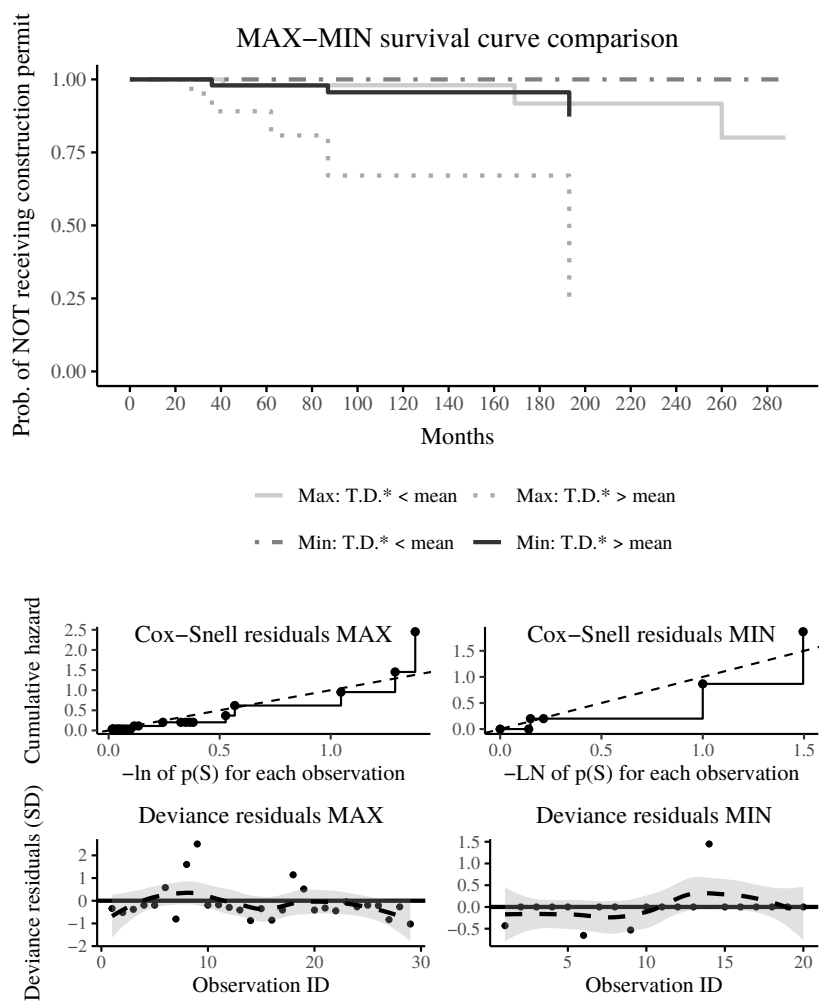 MAX−MIN survival curve comparison
Prob. of NOT receiving construction permit
1.00
0.75
0.50
0.25
0.00
0 20 40 60 80 100 120 140 160 180 200 220 240 260 280
Months
Max: T.D.* < mean Max: T.D.* > mean
Min: T.D.* < mean Min: T.D.* > mean
Cox−Snell residuals MAX
Cumulative hazard
2.5
2.0
1.5
1.0
0.5
0.0
0.0 0.5 1.0
−ln of p(S) for each observation
Cox−Snell residuals MIN
1.5
1.0
0.5
0.0
0.0 0.5 1.0 1.5
−LN of p(S) for each observation
Deviance residuals MAX
Deviance residuals (SD)
2
1
0
−1
−2
0 10 20 30
Observation ID
Deviance residuals MIN
1.5
1.0
0.5
0.0
−0.5
5 10 15 20
Observation ID